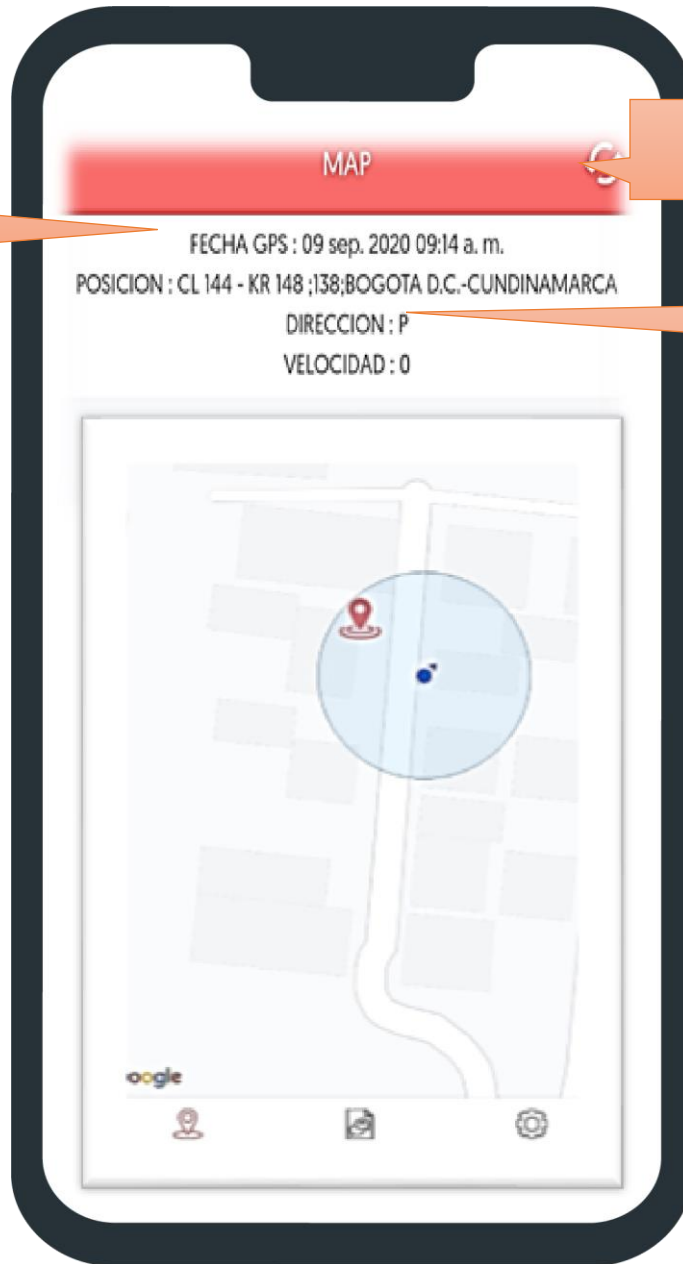 MAP
FECHA GPS : 09 sep. 2020 09:14 a. m.
POSICION : CL 144 - KR 148 ;138;BOGOTA D.C.-CUNDINAMARCA
DIRECCION : P
VELOCIDAD : 0
oogle